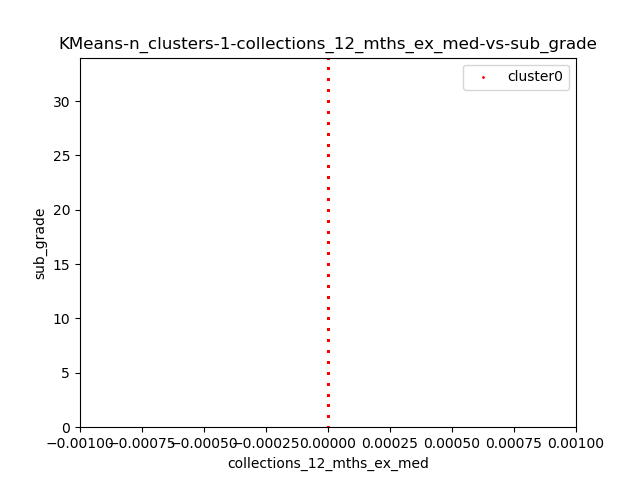 KMeans-n_clusters-1-collections_12_mths_ex_med-vs-sub_grade
cluster0
30
25
20
15
10
5
0
sub_grade
−0.00100 −0.00075 −0.00050 −0.00025 0.00000 0.00025 0.00050 0.00075 0.00100
collections_12_mths_ex_med